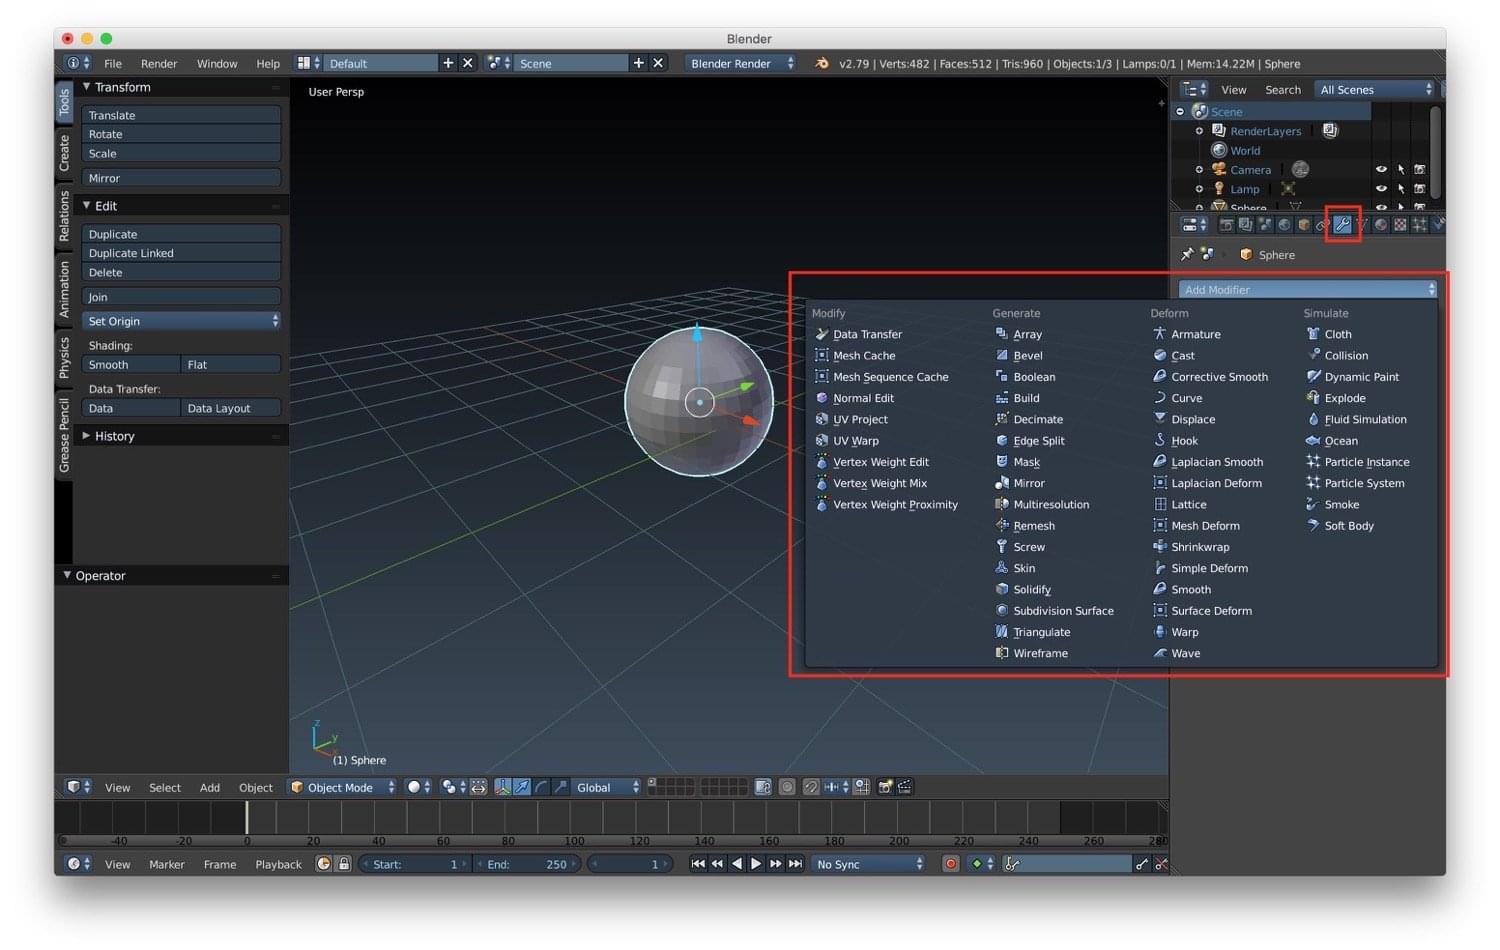 Blender
File Render Window Help Default Scene Blender Render v2.79 | Verts:482 | Faces:512 | Tris:960 | Objects:1/3 | Lamps:0/1 | Mem:14.22M | Sphere
Tools
Create
Relations
Animation
Physics
Grease Pencil
Transform
Translate
Rotate
Scale
Mirror
Edit
Duplicate
Duplicate Linked
Delete
Join
Set Origin
Shading:
Smooth Flat
Data Transfer:
Data Data Layout
History
Operator
User Persp
z
y
x
(1) Sphere
View Search All Scenes
Scene
RenderLayers
World
Camera
Lamp
Sphere
Sphere
Add Modifier
Modify
Data Transfer
Mesh Cache
Mesh Sequence Cache
Normal Edit
UV Project
UV Warp
Vertex Weight Edit
Vertex Weight Mix
Vertex Weight Proximity
Generate
Array
Bevel
Boolean
Build
Decimate
Edge Split
Mask
Mirror
Multiresolution
Remesh
Screw
Skin
Solidify
Subdivision Surface
Triangulate
Wireframe
Deform
Armature
Cast
Corrective Smooth
Curve
Displace
Hook
Laplacian Smooth
Laplacian Deform
Lattice
Mesh Deform
Shrinkwrap
Simple Deform
Smooth
Surface Deform
Warp
Wave
Simulate
Cloth
Collision
Dynamic Paint
Explode
Fluid Simulation
Ocean
Particle Instance
Particle System
Smoke
Soft Body
View Select Add Object Object Mode Global
-40 -20 0 20 40 60 80 100 120 140 160 180 200 220 240 260 280
View Marker Frame Playback Start: 1 End: 250 1 No Sync